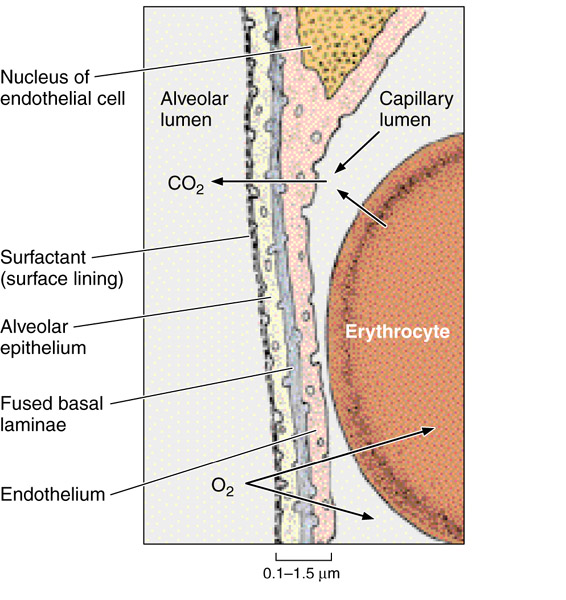 Nucleus of
endothelial cell
Alveolar
lumen
Capillary
lumen
CO2
Surfactant
(surface lining)
Alveolar
epithelium
Erythrocyte
Fused basal
laminae
O2
Endothelium
0.1–1.5 μm